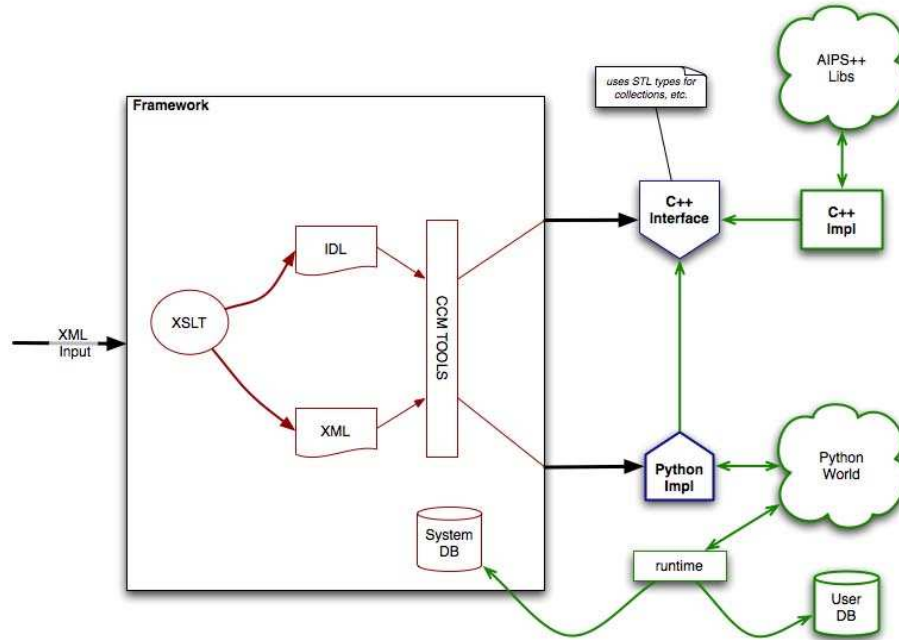 AIPS++
Libs
uses STL types for
collections, etc.
Framework
C++
Interface
C++
Impl
IDL
XSLT
CCM TOOLS
XML
Input
XML
Python
Impl
Python
World
System
DB
runtime
User
DB